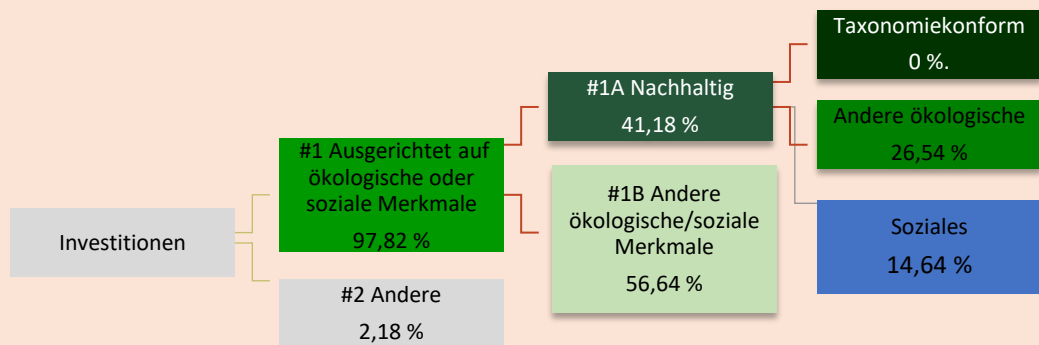 Investitionen
#1 Ausgerichtet auf
ökologische oder
soziale Merkmale
97,82 %
#2 Andere
2,18 %
#1A Nachhaltig
41,18 %
#1B Andere
ökologische/soziale
Merkmale
56,64 %
Taxonomiekonform
0 %.
Andere ökologische
26,54 %
Soziales
14,64 %